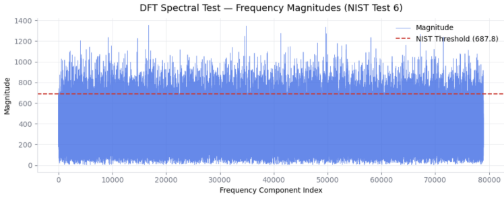 DFT Spectral Test — Frequency Magnitudes (NIST Test 6)
Magnitude
NIST Threshold (687.8)
Magnitude
1400
1200
1000
800
600
400
200
0
0 10000 20000 30000 40000 50000 60000 70000 80000
Frequency Component Index